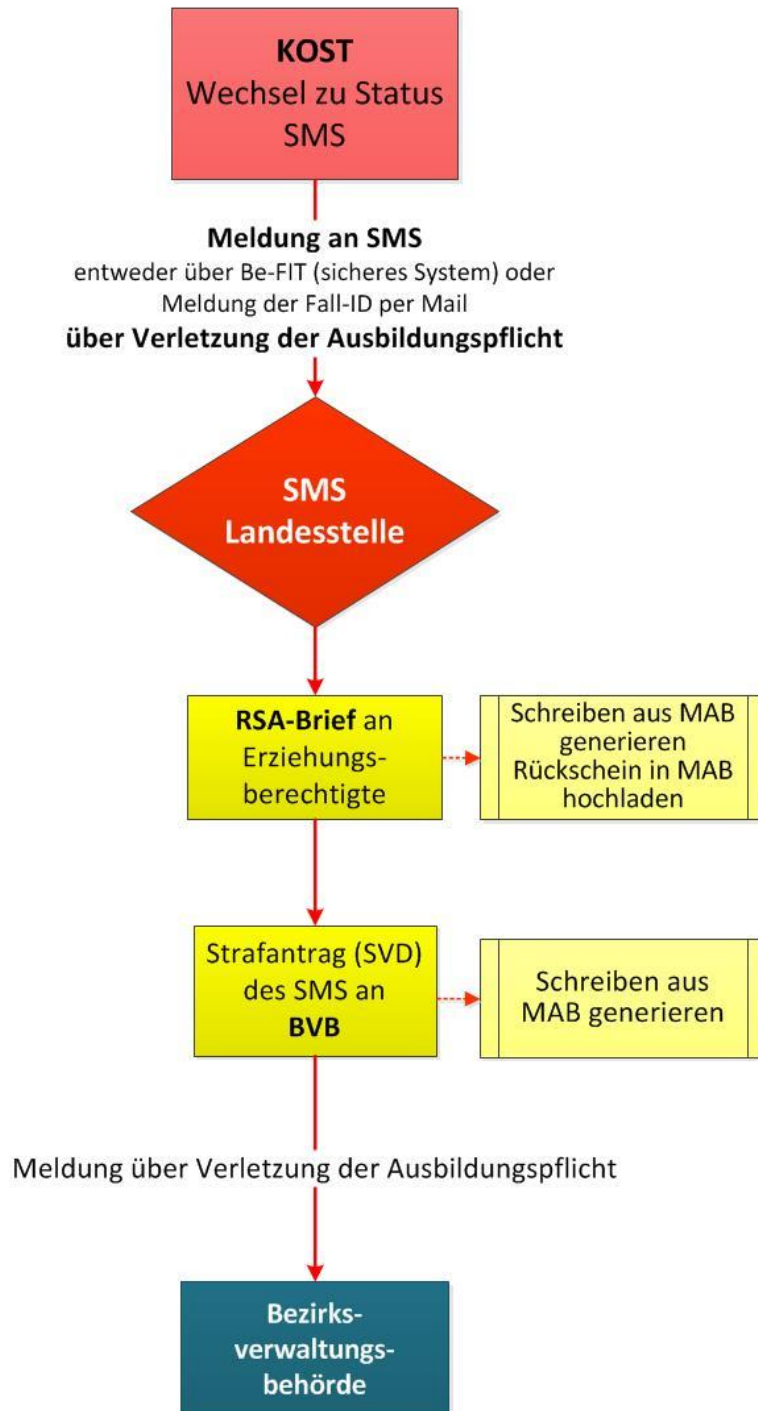 KOST
Wechsel zu Status
SMS
Meldung an SMS
entweder über Be-FIT (sicheres System) oder
Meldung der Fall-ID per Mail
über Verletzung der Ausbildungspflicht
SMS
Landesstelle
RSA-Brief an
Erziehungs-
berechtigte
Schreiben aus MAB
generieren
Rückschein in MAB
hochladen
Strafantrag (SVD)
des SMS an
BVB
Schreiben aus
MAB generieren
Meldung über Verletzung der Ausbildungspflicht
Bezirks-
verwaltungs-
behörde